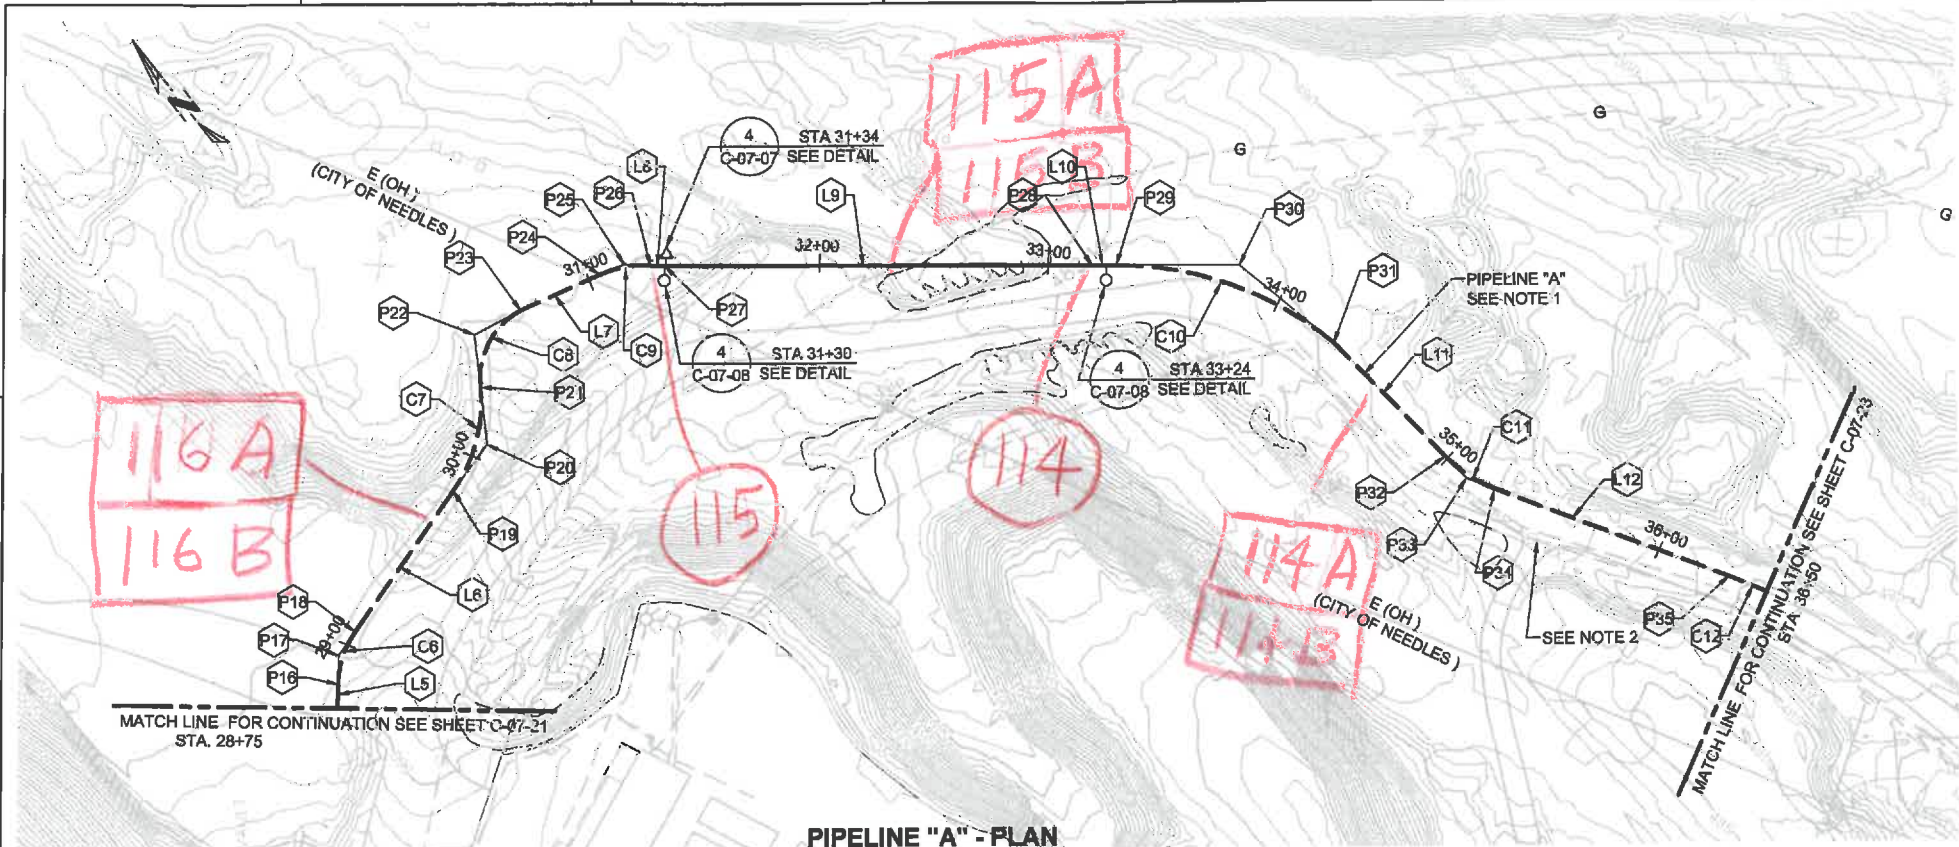 115A
115B
G
G
G
4
C-07-07
STA 31+34
SEE DETAIL
E (OH)
(CITY OF NEEDLES)
L8
P25
P26
P24
P23
P22
31+00
L9
32+00
L10
P28
33+00
P29
P30
34+00
P31
PIPELINE "A"
SEE NOTE 1
P27
L7
C9
C8
P21
C7
4
C-07-08
STA 31+30
SEE DETAIL
C10
4
C-07-08
STA 33+24
SEE DETAIL
L11
C11
35+00
L12
P32
P33
P34
36+00
116A
116B
30+00
P20
P19
L6
115
114
114A
114B
E (OH)
(CITY OF NEEDLES)
SEE NOTE 2
P35
C12
P18
P17
29+00
C6
P16
L5
MATCH LINE FOR CONTINUATION SEE SHEET C-07-21
STA. 28+75
MATCH LINE FOR CONTINUATION SEE SHEET C-07-23
STA 36+50
PIPELINE "A" - PLAN